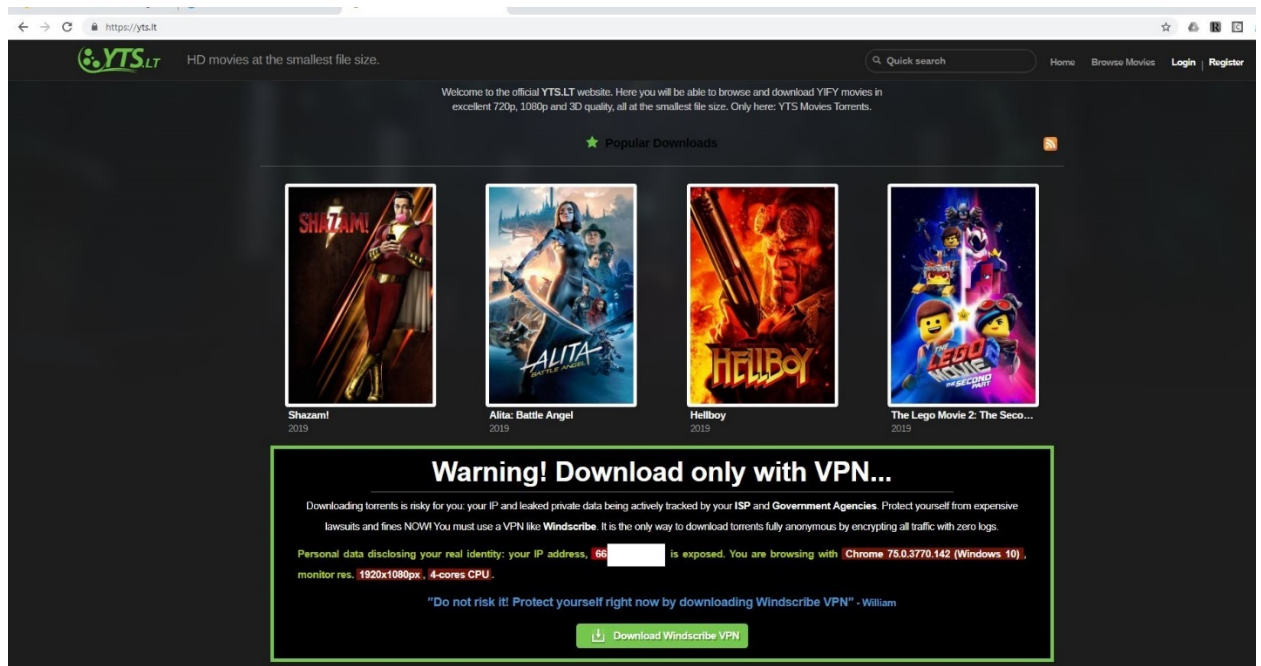 https://yts.lt
YTS.LT
HD movies at the smallest file size.
Quick search
Home Browse Movies Login | Register
Welcome to the official YTS.LT website. Here you will be able to browse and download YIFY movies in
excellent 720p, 1080p and 3D quality, all at the smallest file size. Only here: YTS Movies Torrents.
Popular Downloads
SHAZAM!
ALITA
BATTLE ANGEL
HELLBOY
THE LEGO MOVIE 2
THE SECOND PART
Shazam!
2019
Alita: Battle Angel
2019
Hellboy
2019
The Lego Movie 2: The Seco...
2019
Warning! Download only with VPN...
Downloading torrents is risky for you: your IP and leaked private data being actively tracked by your ISP and Government Agencies. Protect yourself from expensive
lawsuits and fines NOW! You must use a VPN like Windscribe. It is the only way to download torrents fully anonymous by encrypting all traffic with zero logs.
Personal data disclosing your real identity: your IP address, 66 is exposed. You are browsing with Chrome 75.0.3770.142 (Windows 10) ,
monitor res. 1920x1080px , 4-cores CPU .
"Do not risk it! Protect yourself right now by downloading Windscribe VPN" - William
Download Windscribe VPN